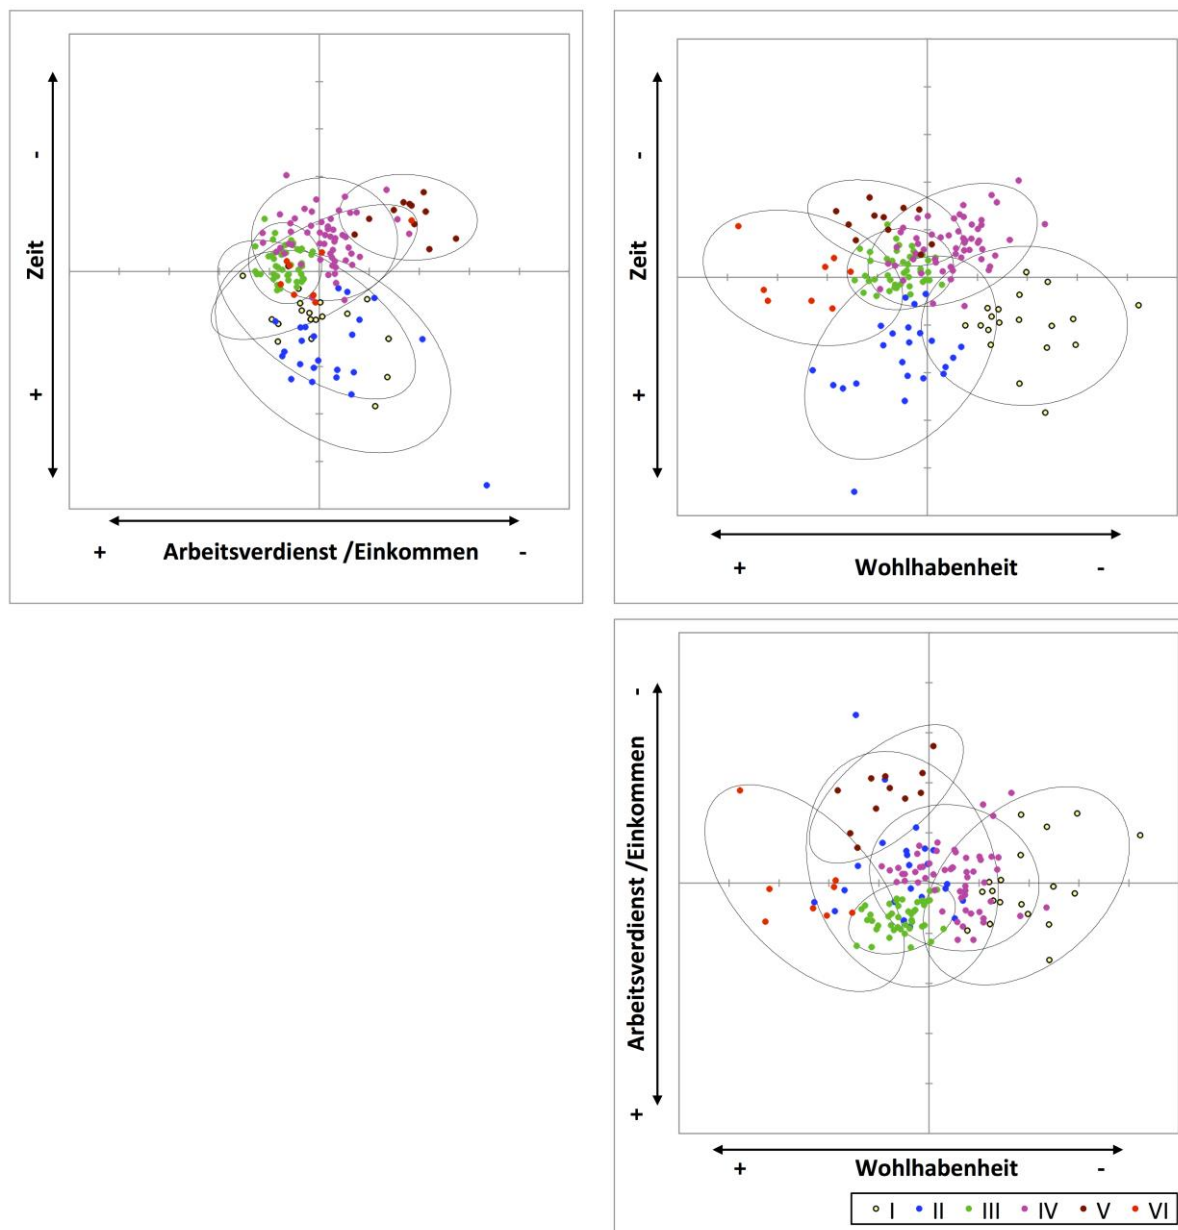 -
Zeit
+
+ Arbeitsverdienst /Einkommen -
-
Zeit
+
+ Wohlhabenheit -
-
Arbeitsverdienst /Einkommen
+
+ Wohlhabenheit -
I II III IV V VI